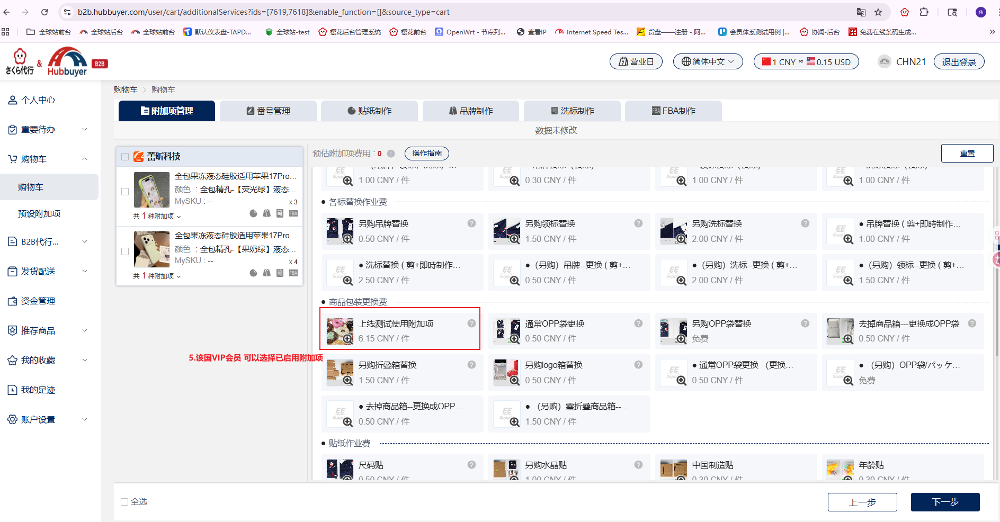 b2b.hubbuyer.com/user/cart/additionalServices?ids=[7619,7618]&enable_function=[]&source_type=cart
伟
全球站前台
全球站后台
全球站前台
默认仪表盘-TAPD...
全球站-test
樱花后台管理系统
樱花前台
OpenWrt - 节点列...
查看IP
Internet Speed Tes...
货盘——注册 - 阿...
会员体系测试用例 |...
协润-后台
免费在线条码生成...
さくら代行 & Hubbuyer B2B
营业日
简体中文
1 CNY ≈ 0.15 USD
CHN21
退出登录
个人中心
重要待办
购物车
购物车
预设附加项
B2B代行...
发货配送
资金管理
推荐商品
我的收藏
我的足迹
账户设置
购物车 > 购物车
附加项管理
番号管理
贴纸制作
吊牌制作
洗标制作
FBA制作
数据未修改
蕾昕科技
全包果冻液态硅胶适用苹果17Pro...
颜色 : 全包精孔-【荧光绿】液态...
MySKU : --
x 3
共 1 种附加项
FBA
全包果冻液态硅胶适用苹果17Pro...
颜色 : 全包精孔-【果奶绿】液态...
MySKU : --
x 4
共 1 种附加项
FBA
预估附加项费用 : 0
操作指南
重置
1.00 CNY / 件
0.30 CNY / 件
1.00 CNY / 件
1.00 CNY / 件
● 各标替换作业费
另购吊牌替换
0.50 CNY / 件
另购领标替换
1.50 CNY / 件
另购洗标替换
2.00 CNY / 件
● 吊牌替换 ( 剪+即時制作...
1.00 CNY / 件
● 洗标替换 ( 剪+即時制作...
2.50 CNY / 件
● （另购）吊牌--更换 ( 剪+...
0.50 CNY / 件
● （另购）洗标--更换 ( 剪+...
2.00 CNY / 件
● （另购）领标--更换 ( 剪+...
1.50 CNY / 件
● 商品包装更换费
上线测试使用附加项
6.15 CNY / 件
通常OPP袋更换
0.50 CNY / 件
另购OPP袋替换
免费
去掉商品箱---更换成OPP袋
0.50 CNY / 件
5.该国VIP会员 可以选择已启用附加项
另购折叠箱替换
1.50 CNY / 件
另购logo箱替换
0.50 CNY / 件
● 通常OPP袋更换 （更换...
0.50 CNY / 件
● （另购）OPP袋/パッケ...
免费
● 去掉商品箱--更换成OPP...
0.50 CNY / 件
● （另购）需折叠商品箱--...
1.50 CNY / 件
● 贴纸作业费
尺码贴
0.50 CNY / 件
另购水晶贴
1.00 CNY / 件
中国制造贴
0.30 CNY / 件
年龄贴
0.30 CNY / 件
全选
上一步
下一步